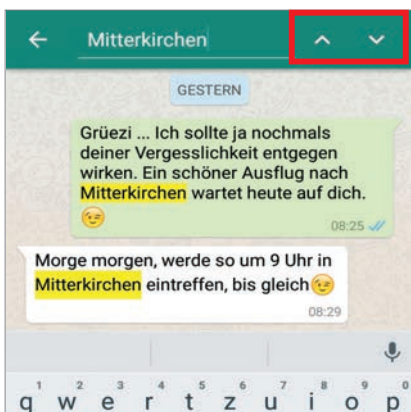 Mitterkirchen
GESTERN
Grüezi ... Ich sollte ja nochmals
deiner Vergesslichkeit entgegen
wirken. Ein schöner Ausflug nach
Mitterkirchen wartet heute auf dich.
08:25
Morge morgen, werde so um 9 Uhr in
Mitterkirchen eintreffen, bis gleich
08:29
1 2 3 4 5 6 7 8 9 0
q w e r t z u i o p